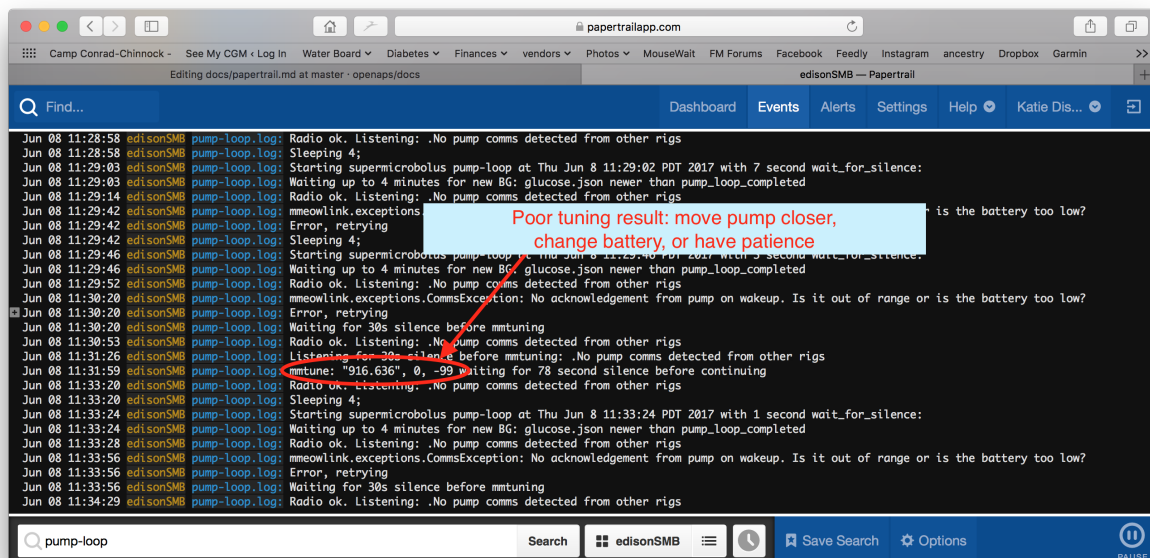 papertrailapp.com
Camp Conrad-Chinnock - See My CGM ‹ Log In Water Board Diabetes Finances vendors Photos MouseWait FM Forums Facebook Feedly Instagram ancestry Dropbox Garmin >>
Editing docs/papertrail.md at master · openaps/docs edisonSMB — Papertrail +
Find... Dashboard Events Alerts Settings Help Katie Dis...
Jun 08 11:28:58 edisonSMB pump-loop.log: Radio ok. Listening: .No pump comms detected from other rigs
Jun 08 11:28:58 edisonSMB pump-loop.log: Sleeping 4;
Jun 08 11:29:03 edisonSMB pump-loop.log: Starting supermicrobolus pump-loop at Thu Jun 8 11:29:02 PDT 2017 with 7 second wait_for_silence:
Jun 08 11:29:03 edisonSMB pump-loop.log: Waiting up to 4 minutes for new BG: glucose.json newer than pump_loop_completed
Jun 08 11:29:14 edisonSMB pump-loop.log: Radio ok. Listening: .No pump comms detected from other rigs
Jun 08 11:29:42 edisonSMB pump-loop.log: mmeowlink.exceptions. r is the battery too low?
Jun 08 11:29:42 edisonSMB pump-loop.log: Error, retrying
Jun 08 11:29:42 edisonSMB pump-loop.log: Sleeping 4;
Poor tuning result: move pump closer,
change battery, or have patience
Jun 08 11:29:46 edisonSMB pump-loop.log: Starting supermicrobolus pump-loop at Thu Jun 8 11:29:46 PDT 2017 with 3 second wait_for_silence:
Jun 08 11:29:46 edisonSMB pump-loop.log: Waiting up to 4 minutes for new BG: glucose.json newer than pump_loop_completed
Jun 08 11:29:52 edisonSMB pump-loop.log: Radio ok. Listening: .No pump comms detected from other rigs
Jun 08 11:30:20 edisonSMB pump-loop.log: mmeowlink.exceptions.CommsException: No acknowledgement from pump on wakeup. Is it out of range or is the battery too low?
Jun 08 11:30:20 edisonSMB pump-loop.log: Error, retrying
Jun 08 11:30:20 edisonSMB pump-loop.log: Waiting for 30s silence before mmtuning
Jun 08 11:30:53 edisonSMB pump-loop.log: Radio ok. Listening: .No pump comms detected from other rigs
Jun 08 11:31:26 edisonSMB pump-loop.log: Listening for 30s silence before mmtuning: .No pump comms detected from other rigs
Jun 08 11:31:59 edisonSMB pump-loop.log: mmtune: "916.636", 0, -99 waiting for 78 second silence before continuing
Jun 08 11:33:20 edisonSMB pump-loop.log: Radio ok. Listening: .No pump comms detected from other rigs
Jun 08 11:33:20 edisonSMB pump-loop.log: Sleeping 4;
Jun 08 11:33:24 edisonSMB pump-loop.log: Starting supermicrobolus pump-loop at Thu Jun 8 11:33:24 PDT 2017 with 1 second wait_for_silence:
Jun 08 11:33:24 edisonSMB pump-loop.log: Waiting up to 4 minutes for new BG: glucose.json newer than pump_loop_completed
Jun 08 11:33:28 edisonSMB pump-loop.log: Radio ok. Listening: .No pump comms detected from other rigs
Jun 08 11:33:56 edisonSMB pump-loop.log: mmeowlink.exceptions.CommsException: No acknowledgement from pump on wakeup. Is it out of range or is the battery too low?
Jun 08 11:33:56 edisonSMB pump-loop.log: Error, retrying
Jun 08 11:33:56 edisonSMB pump-loop.log: Waiting for 30s silence before mmtuning
Jun 08 11:34:29 edisonSMB pump-loop.log: Radio ok. Listening: .No pump comms detected from other rigs
pump-loop Search edisonSMB Save Search Options
PAUSE